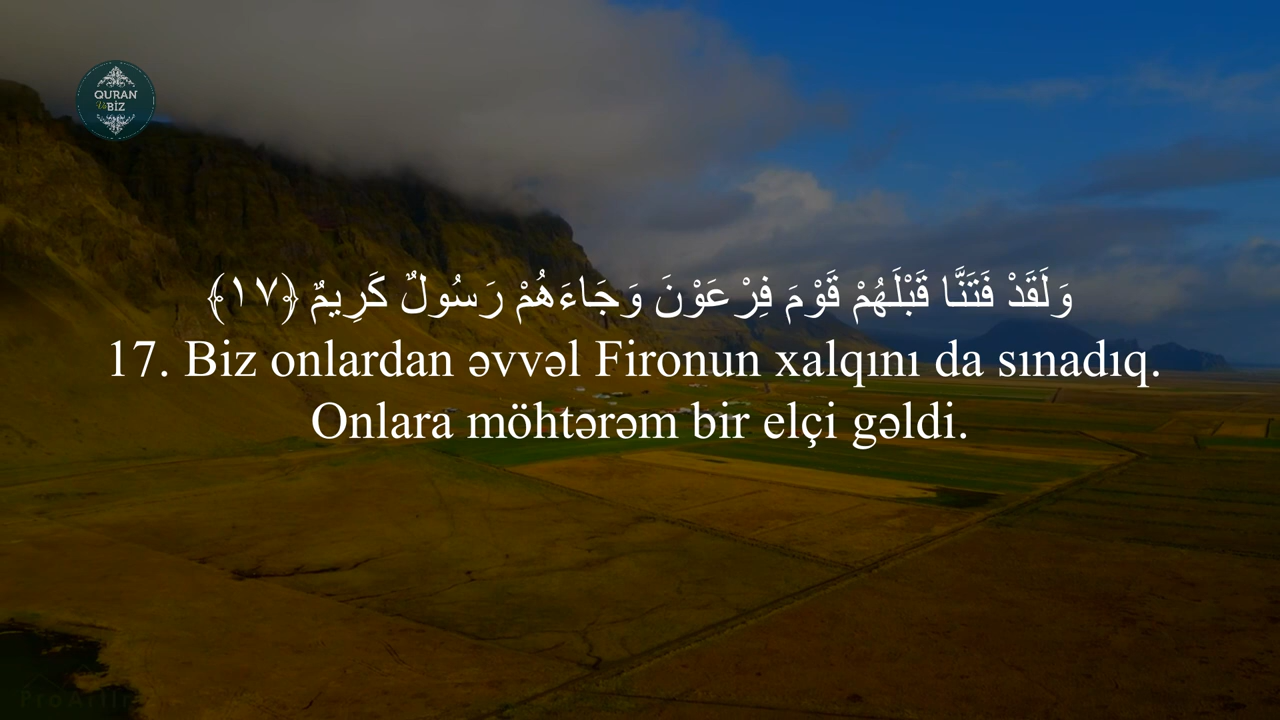 QURAN
Və
BİZ
وَلَقَدْ فَتَنَّا قَبْلَهُمْ قَوْمَ فِرْعَوْنَ وَجَاءَهُمْ رَسُولٌ كَرِيمٌ ﴿١٧﴾
17. Biz onlardan əvvəl Fironun xalqını da sınadıq.
Onlara möhtərəm bir elçi gəldi.